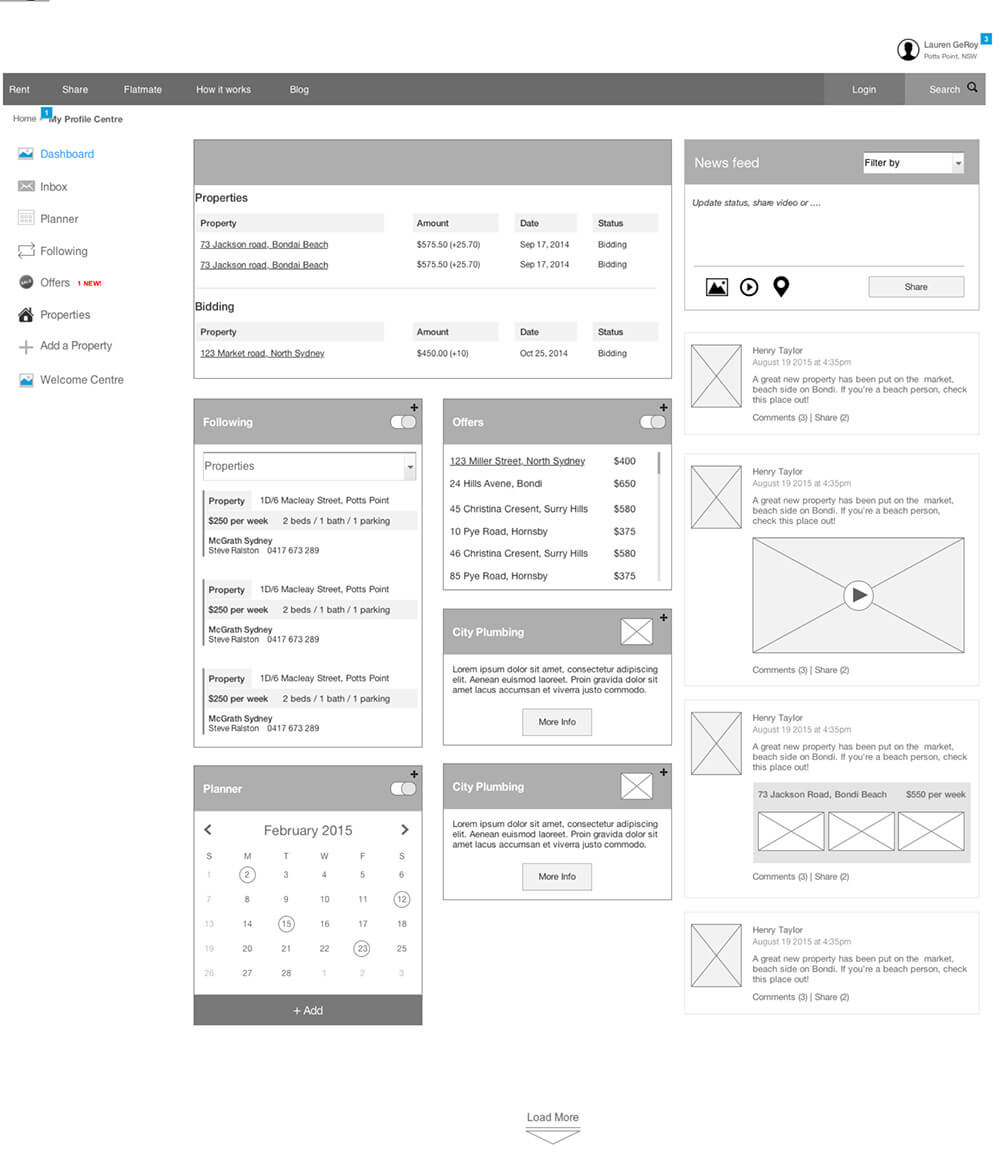 Lauren GeRoy
3
Potts Point, NSW
Rent Share Flatmate How it works Blog Login Search
Home 1 My Profile Centre
Dashboard
Inbox
Planner
Following
Offers 1 NEW!
Properties
Add a Property
Welcome Centre
Properties
Property Amount Date Status
73 Jackson road, Bondai Beach $575.50 (+25.70) Sep 17, 2014 Bidding
73 Jackson road, Bondai Beach $575.50 (+25.70) Sep 17, 2014 Bidding
Bidding
Property Amount Date Status
123 Market road, North Sydney $450.00 (+10) Oct 25, 2014 Bidding
Following
Properties
Property 1D/6 Macleay Street, Potts Point
$250 per week 2 beds / 1 bath / 1 parking
McGrath Sydney
Steve Ralston 0417 673 289
Property 1D/6 Macleay Street, Potts Point
$250 per week 2 beds / 1 bath / 1 parking
McGrath Sydney
Steve Ralston 0417 673 289
Property 1D/6 Macleay Street, Potts Point
$250 per week 2 beds / 1 bath / 1 parking
McGrath Sydney
Steve Ralston 0417 673 289
Planner
February 2015
S M T W F S
1 2 3 4 5 6
7 8 9 10 11 12
13 14 15 16 17 18
19 20 21 22 23 25
26 27 28 1 2 3
+ Add
Offers
123 Miller Street, North Sydney $400
24 Hills Avene, Bondi $650
45 Christina Cresent, Surry Hills $580
10 Pye Road, Hornsby $375
46 Christina Cresent, Surry Hills $580
85 Pye Road, Hornsby $375
City Plumbing
Lorem ipsum dolor sit amet, consectetur adipiscing
elit. Aenean euismod laoreet. Proin gravida dolor sit
amet lacus accumsan et viverra justo commodo.
More Info
City Plumbing
Lorem ipsum dolor sit amet, consectetur adipiscing
elit. Aenean euismod laoreet. Proin gravida dolor sit
amet lacus accumsan et viverra justo commodo.
More Info
News feed Filter by
Update status, share video or ....
Share
Henry Taylor
August 19 2015 at 4:35pm
A great new property has been put on the market,
beach side on Bondi. If you're a beach person, check
this place out!
Comments (3) | Share (2)
Henry Taylor
August 19 2015 at 4:35pm
A great new property has been put on the market,
beach side on Bondi. If you're a beach person,
check this place out!
Comments (3) | Share (2)
Henry Taylor
August 19 2015 at 4:35pm
A great new property has been put on the market,
beach side on Bondi. If you're a beach person, check
this place out!
73 Jackson Road, Bondi Beach $550 per week
Comments (3) | Share (2)
Henry Taylor
August 19 2015 at 4:35pm
A great new property has been put on the market,
beach side on Bondi. If you're a beach person, check
this place out!
Comments (3) | Share (2)
Load More